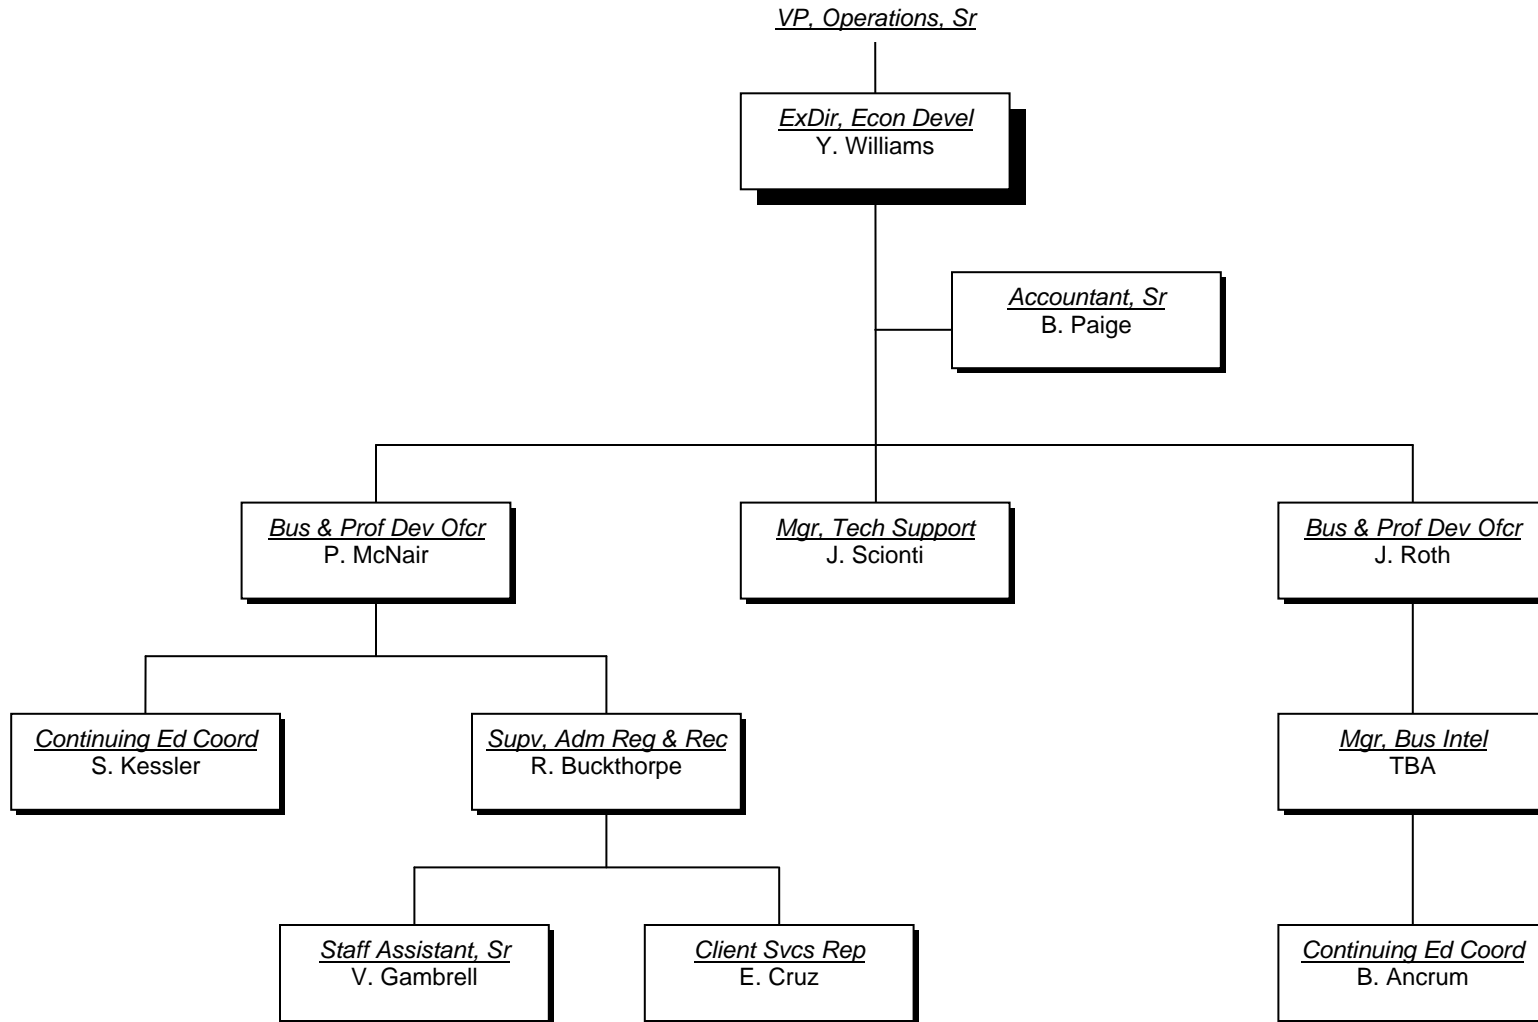 VP, Operations, Sr
ExDir, Econ Devel
Y. Williams
Accountant, Sr
B. Paige
Bus & Prof Dev Ofcr
P. McNair
Mgr, Tech Support
J. Scionti
Bus & Prof Dev Ofcr
J. Roth
Continuing Ed Coord
S. Kessler
Supv, Adm Reg & Rec
R. Buckthorpe
Mgr, Bus Intel
TBA
Staff Assistant, Sr
V. Gambrell
Client Svcs Rep
E. Cruz
Continuing Ed Coord
B. Ancrum